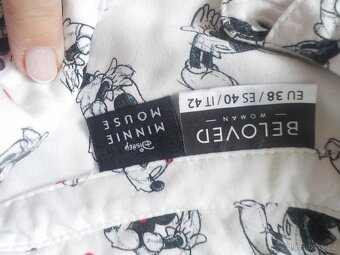 Disney
MINNIE
MOUSE
BELOVED
WOMAN
EU 38 / ES 40 / IT 42